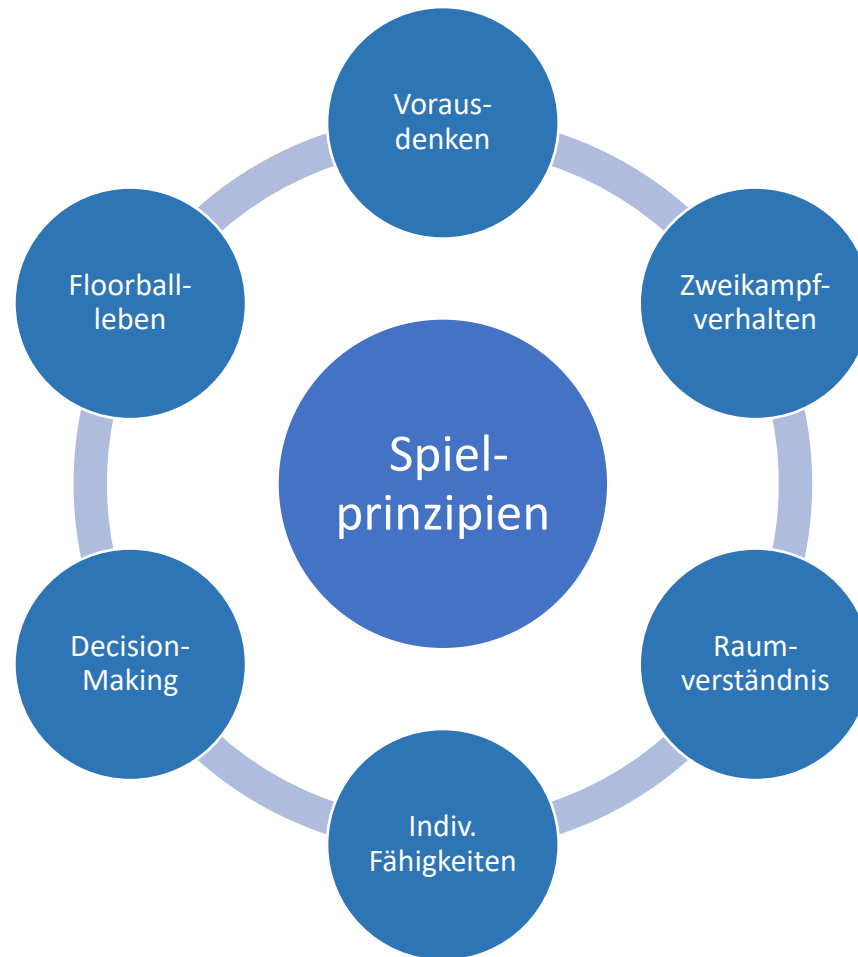 Voraus-
denken
Floorball-
leben
Zweikampf-
verhalten
Spiel-
prinzipien
Decision-
Making
Raum-
verständnis
Indiv.
Fähigkeiten